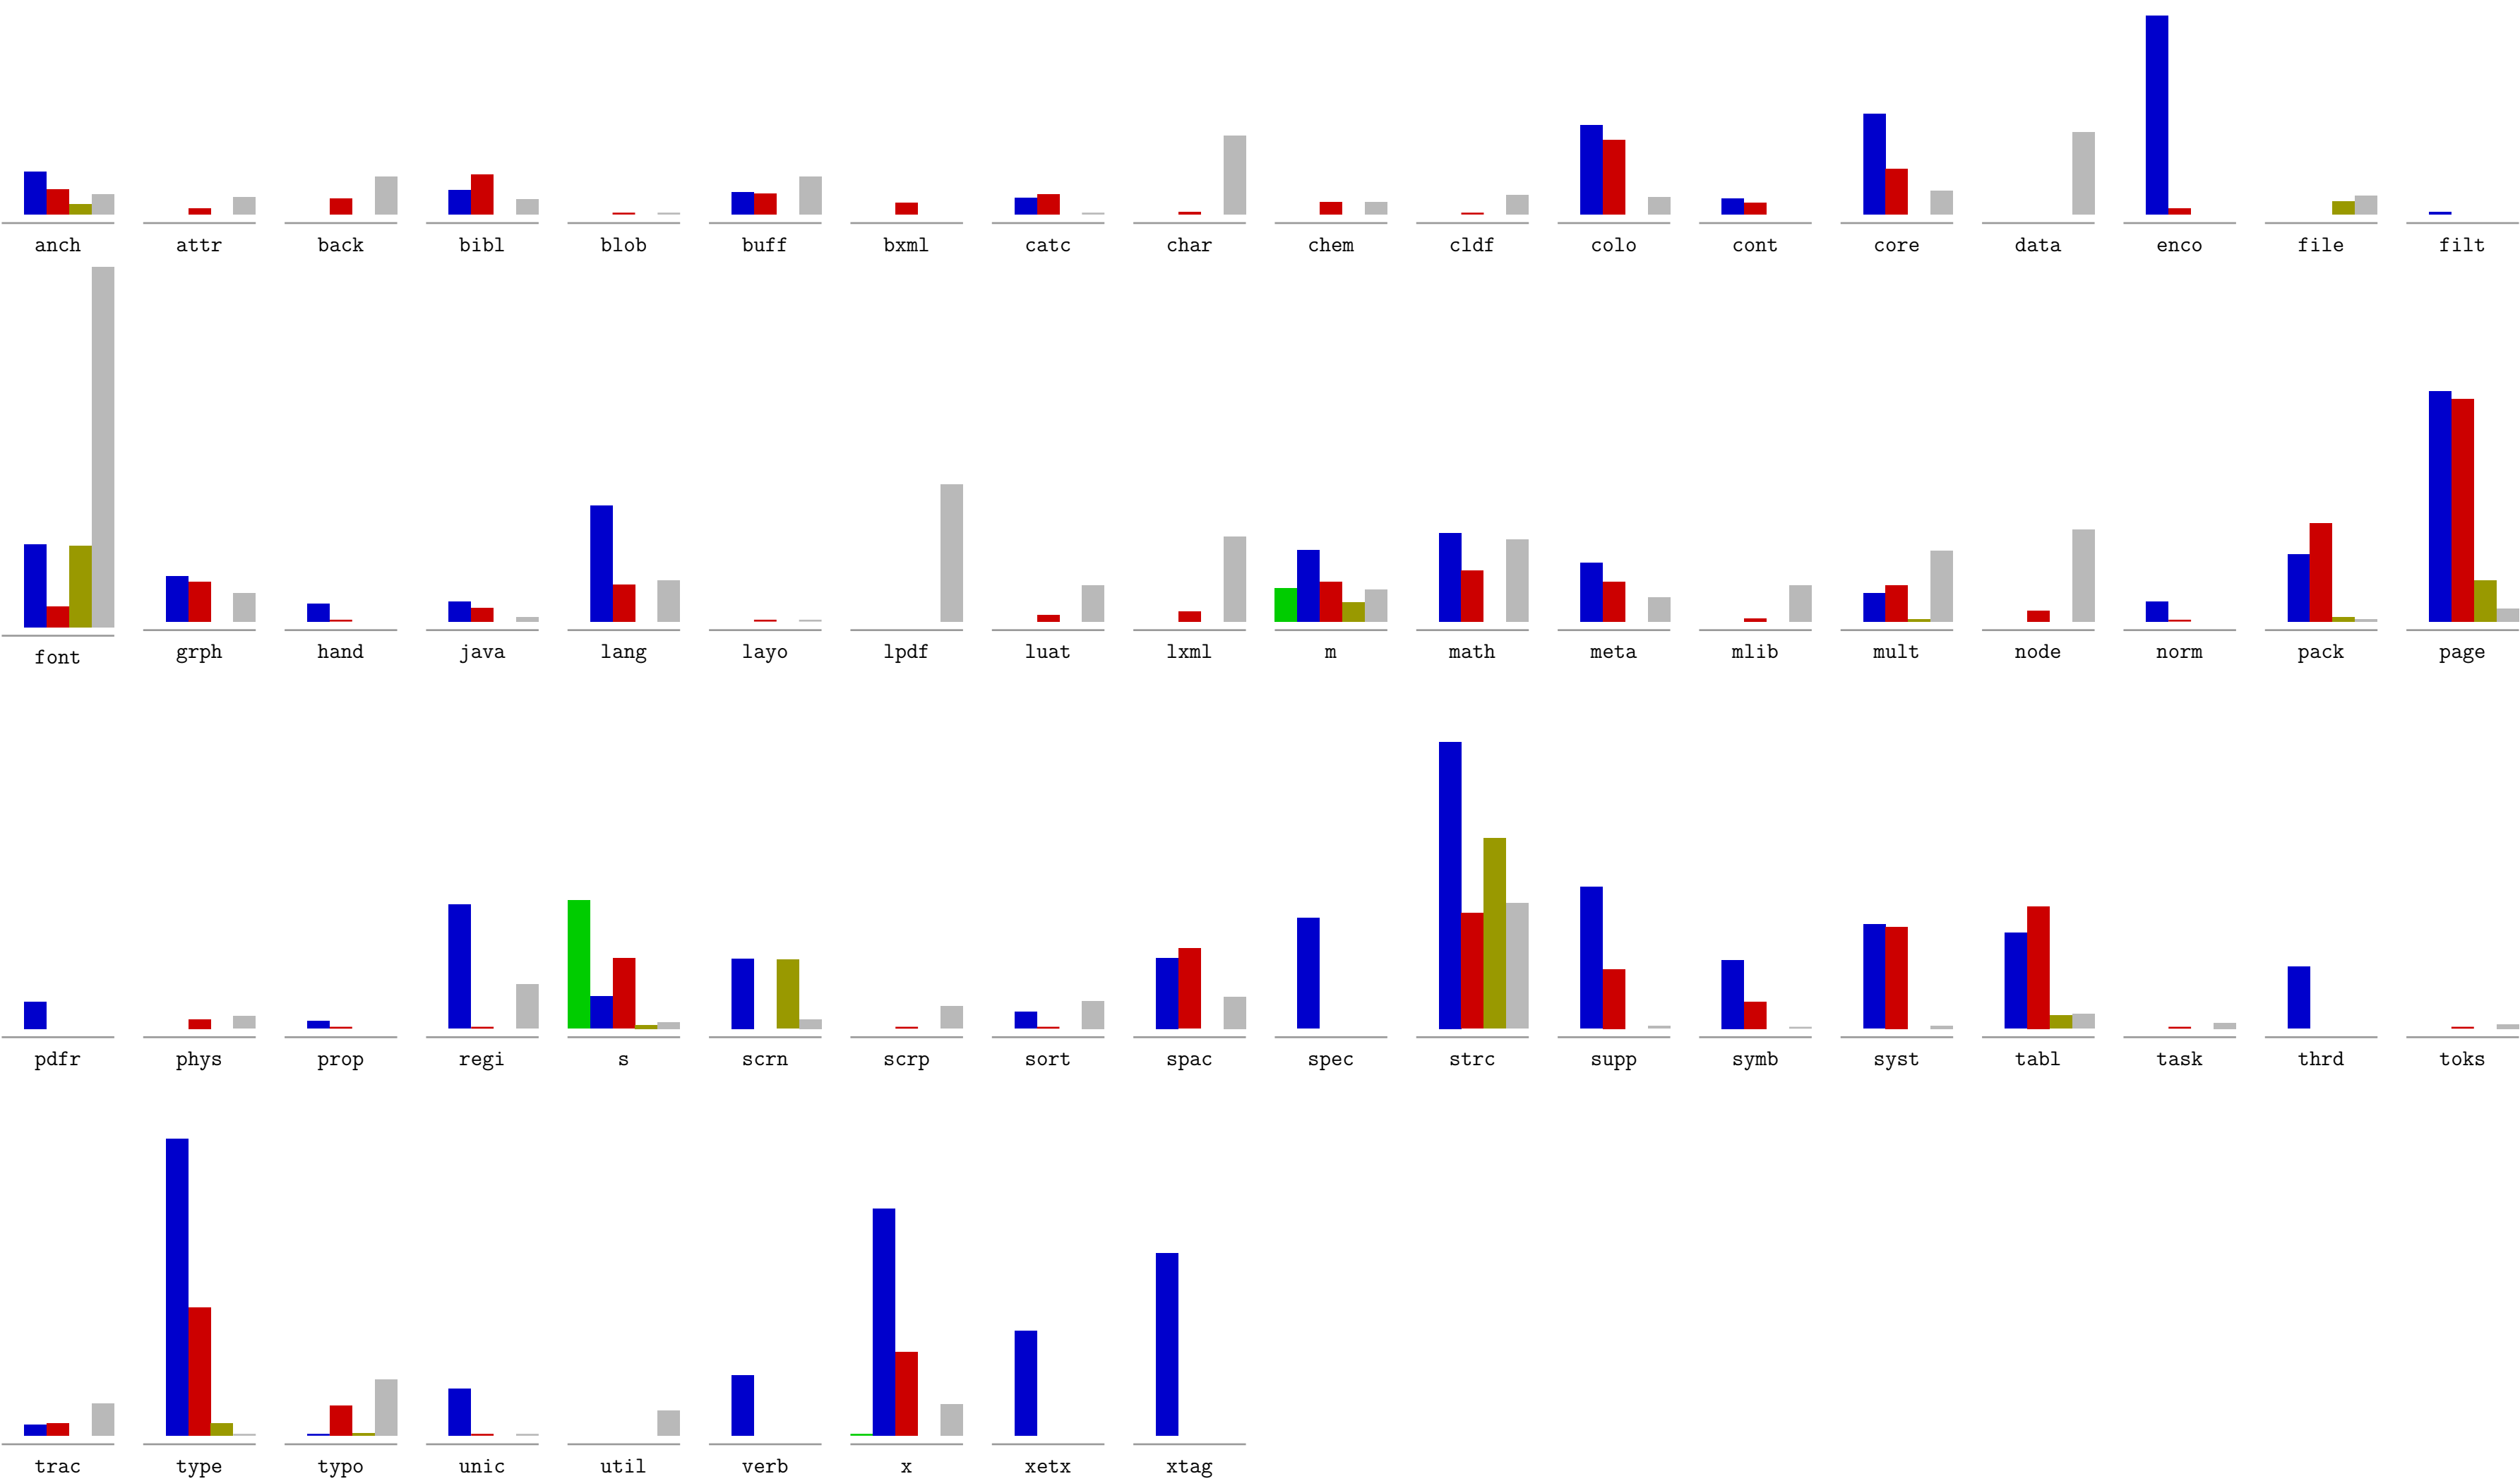 anch attr back bibl blob buff bxml catc char chem cldf colo cont core data enco file filt
font grph hand java lang layo lpdf luat lxml m math meta mlib mult node norm pack page
pdfr phys prop regi s scrn scrp sort spac spec strc supp symb syst tabl task thrd toks
trac type typo unic util verb x xetx xtag